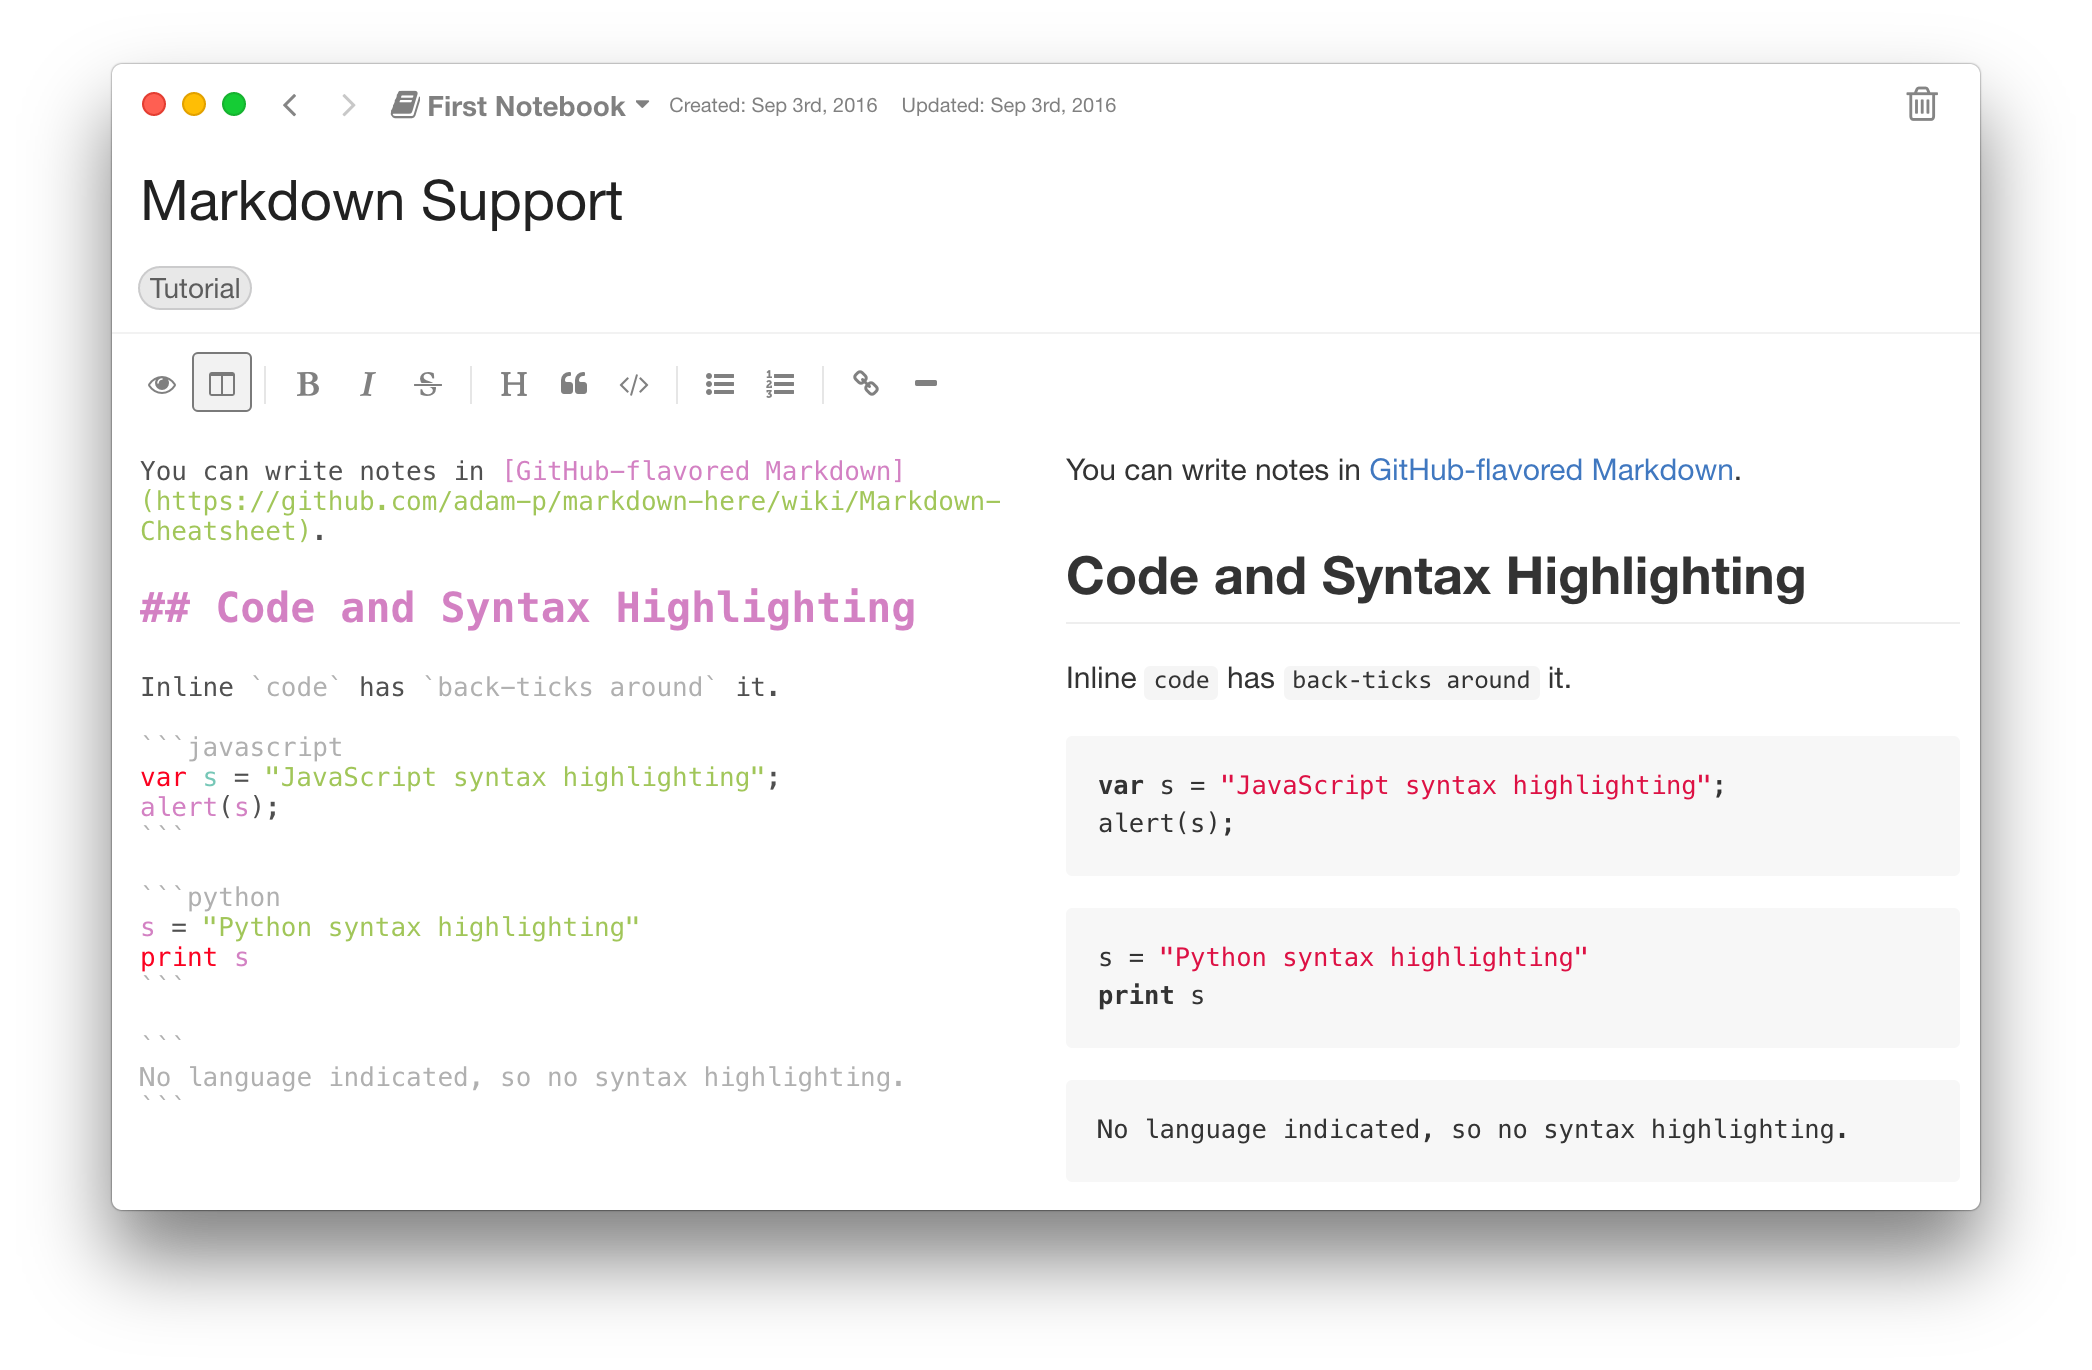 First Notebook Created: Sep 3rd, 2016 Updated: Sep 3rd, 2016
Markdown Support
Tutorial
B I S H </>
You can write notes in [GitHub-flavored Markdown]
(https://github.com/adam-p/markdown-here/wiki/Markdown-
Cheatsheet).
## Code and Syntax Highlighting
Inline `code` has `back-ticks around` it.
```javascript
var s = "JavaScript syntax highlighting";
alert(s);
```
```python
s = "Python syntax highlighting"
print s
```
```
No language indicated, so no syntax highlighting.
```
You can write notes in GitHub-flavored Markdown.
Code and Syntax Highlighting
Inline code has back-ticks around it.
var s = "JavaScript syntax highlighting";
alert(s);
s = "Python syntax highlighting"
print s
No language indicated, so no syntax highlighting.